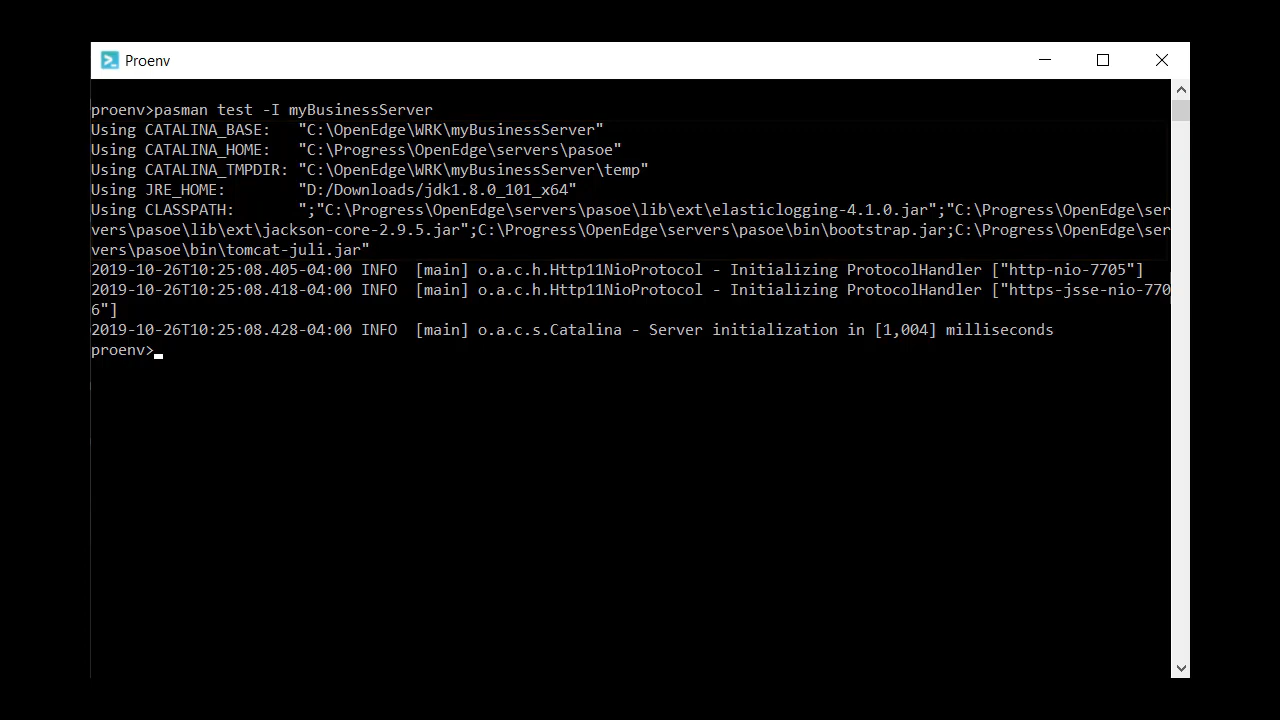 Proenv
proenv>pasman test -I myBusinessServer
Using CATALINA_BASE:   "C:\OpenEdge\WRK\myBusinessServer"
Using CATALINA_HOME:   "C:\Progress\OpenEdge\servers\pasoe"
Using CATALINA_TMPDIR: "C:\OpenEdge\WRK\myBusinessServer\temp"
Using JRE_HOME:        "D:/Downloads/jdk1.8.0_101_x64"
Using CLASSPATH:       ";"C:\Progress\OpenEdge\servers\pasoe\lib\ext\elasticlogging-4.1.0.jar";"C:\Progress\OpenEdge\ser
vers\pasoe\lib\ext\jackson-core-2.9.5.jar";C:\Progress\OpenEdge\servers\pasoe\bin\bootstrap.jar;C:\Progress\OpenEdge\ser
vers\pasoe\bin\tomcat-juli.jar"
2019-10-26T10:25:08.405-04:00 INFO  [main] o.a.c.h.Http11NioProtocol - Initializing ProtocolHandler ["http-nio-7705"]
2019-10-26T10:25:08.418-04:00 INFO  [main] o.a.c.h.Http11NioProtocol - Initializing ProtocolHandler ["https-jsse-nio-770
6"]
2019-10-26T10:25:08.428-04:00 INFO  [main] o.a.c.s.Catalina - Server initialization in [1,004] milliseconds
proenv>